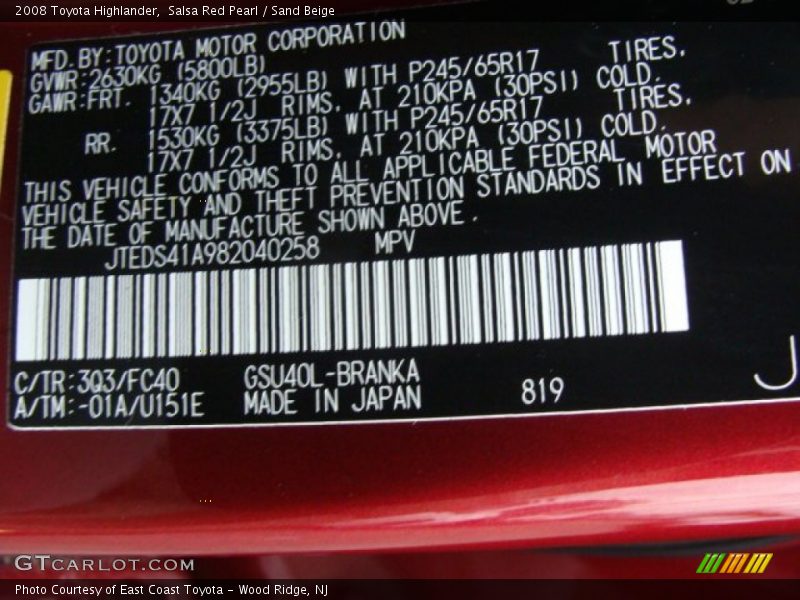 2008 Toyota Highlander, Salsa Red Pearl / Sand Beige
MFD. BY: TOYOTA MOTOR CORPORATION
GVWR: 2630KG (5800LB)
GAWR: FRT. 1340KG (2955LB) WITH P245/65R17 TIRES,
17X7 1/2J RIMS, AT 210KPA (30PSI) COLD.
RR. 1530KG (3375LB) WITH P245/65R17 TIRES,
17X7 1/2J RIMS, AT 210KPA (30PSI) COLD.
THIS VEHICLE CONFORMS TO ALL APPLICABLE FEDERAL MOTOR
VEHICLE SAFETY AND THEFT PREVENTION STANDARDS IN EFFECT ON
THE DATE OF MANUFACTURE SHOWN ABOVE.
JTEDS41A982040258 MPV
C/TR: 3Q3/FC40 GSU40L-BRANKA
A/TM: -01A/U151E MADE IN JAPAN 819
J
GTCARLOT.COM
Photo Courtesy of East Coast Toyota - Wood Ridge, NJ